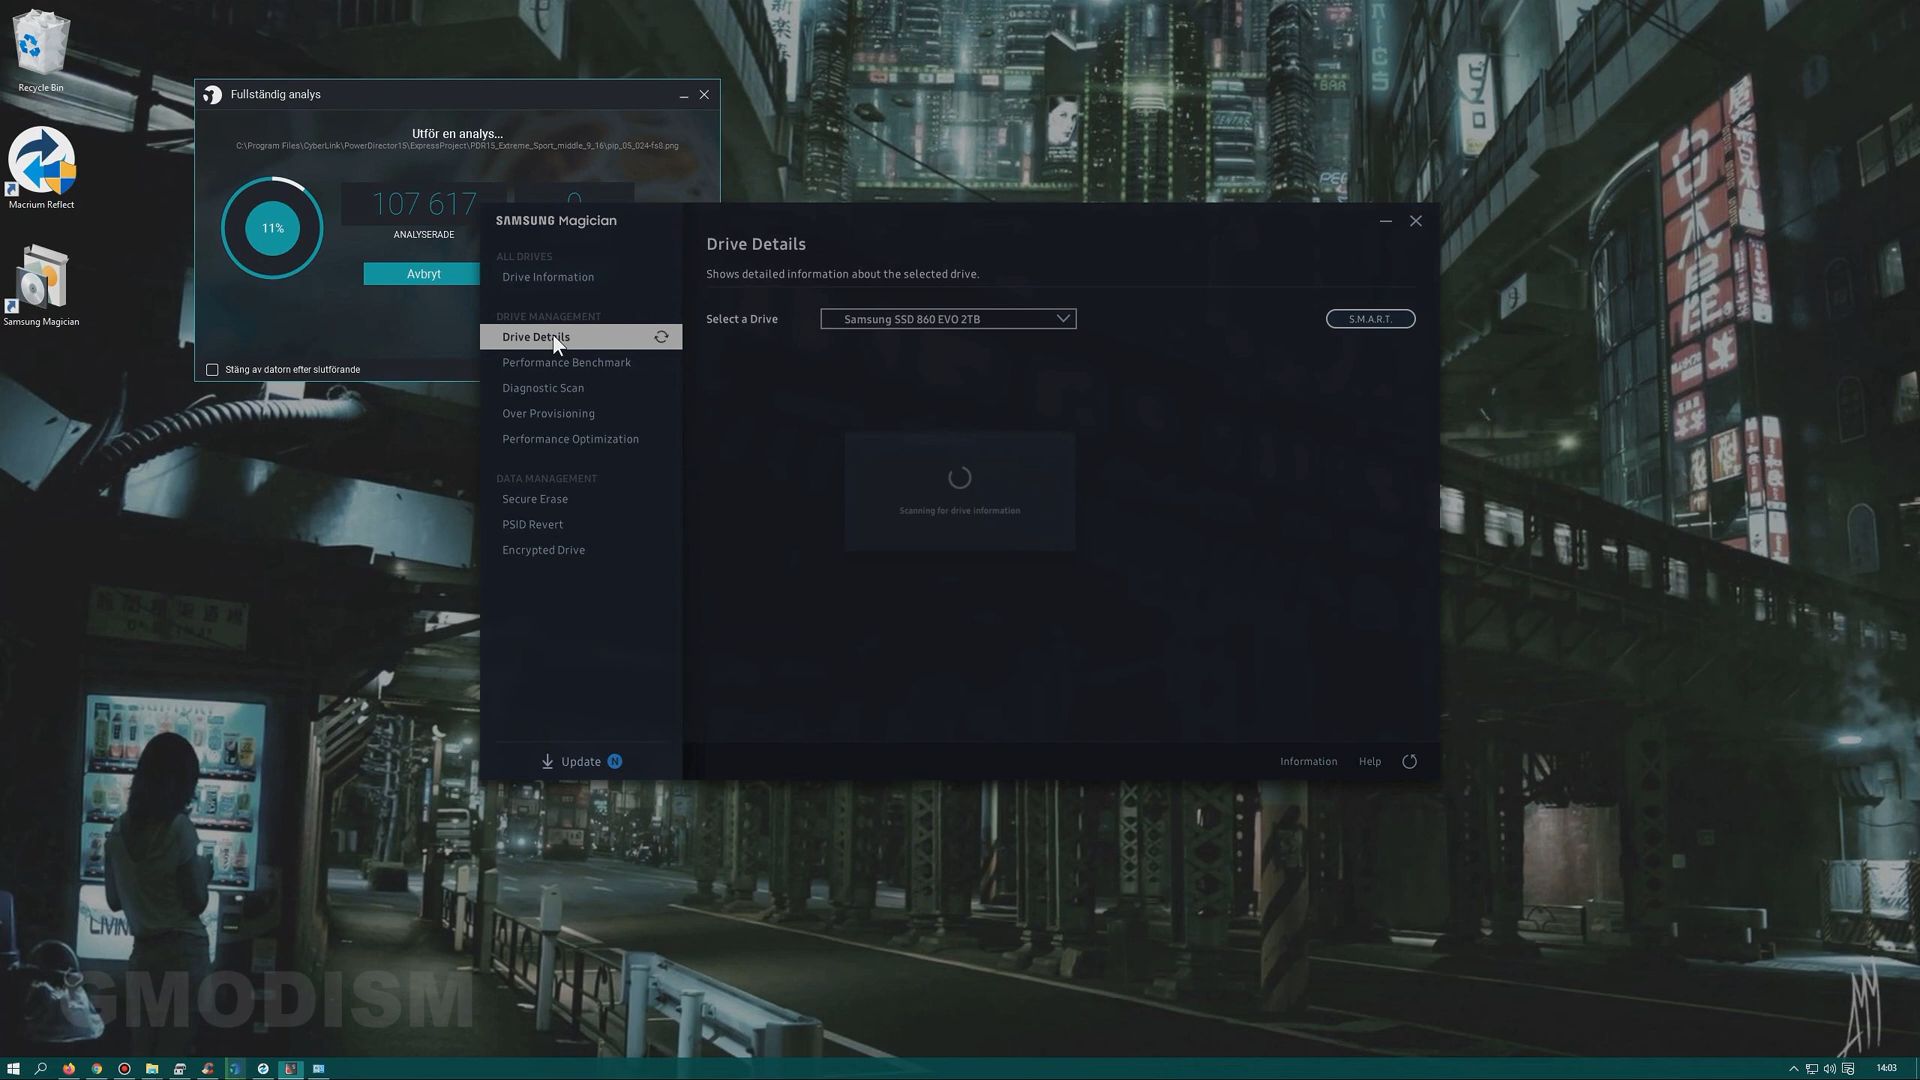 Recycle Bin
Macrium Reflect
Samsung Magician
Fullständig analys
Utför en analys...
C:\Program Files\CyberLink\PowerDirector15\ExpressProject\PDR15_Extreme_Sport_middle_9_16\pip_05_024-fs8.png
11%
107 617
0
ANALYSERADE
Avbryt
Stäng av datorn efter slutförande
SAMSUNG Magician
ALL DRIVES
Drive Information
DRIVE MANAGEMENT
Drive Details
Performance Benchmark
Diagnostic Scan
Over Provisioning
Performance Optimization
DATA MANAGEMENT
Secure Erase
PSID Revert
Encrypted Drive
Update N
Drive Details
Shows detailed information about the selected drive.
Select a Drive
Samsung SSD 860 EVO 2TB
S.M.A.R.T.
Scanning for drive information
Information
Help
BAR
CENTRE
LIVIN
GMODISM
14:03